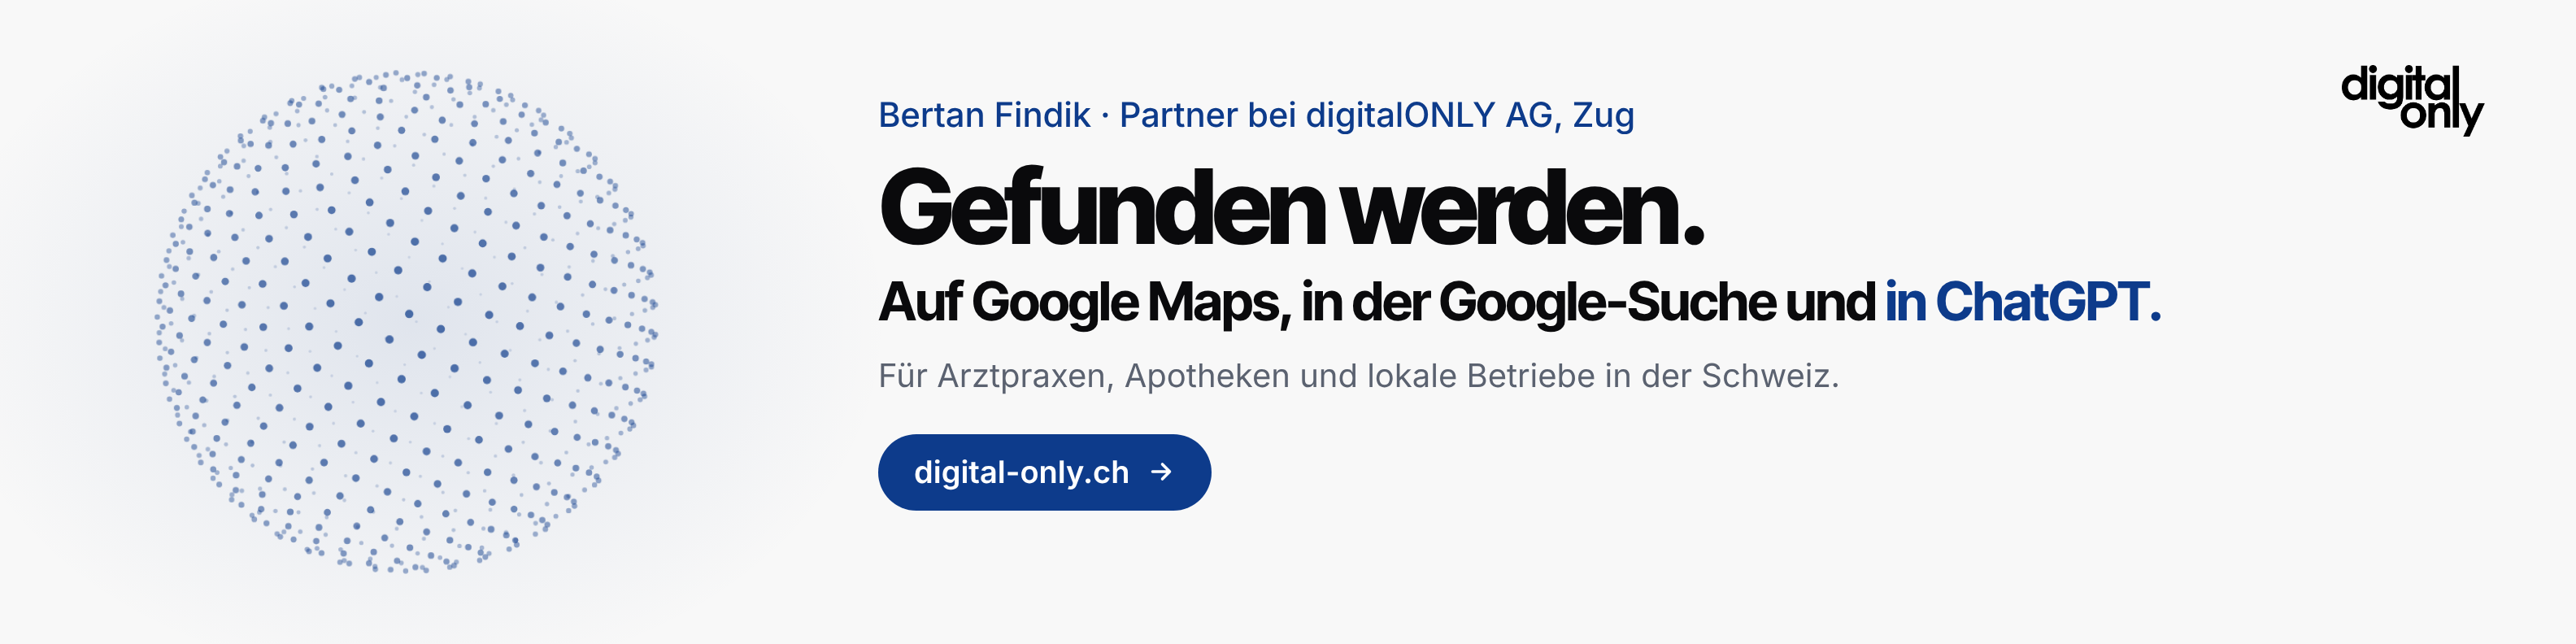 Bertan Findik · Partner bei digitalONLY AG, Zug
Gefunden werden.
Auf Google Maps, in der Google-Suche und in ChatGPT.
Für Arztpraxen, Apotheken und lokale Betriebe in der Schweiz.
digital-only.ch →
digital
only